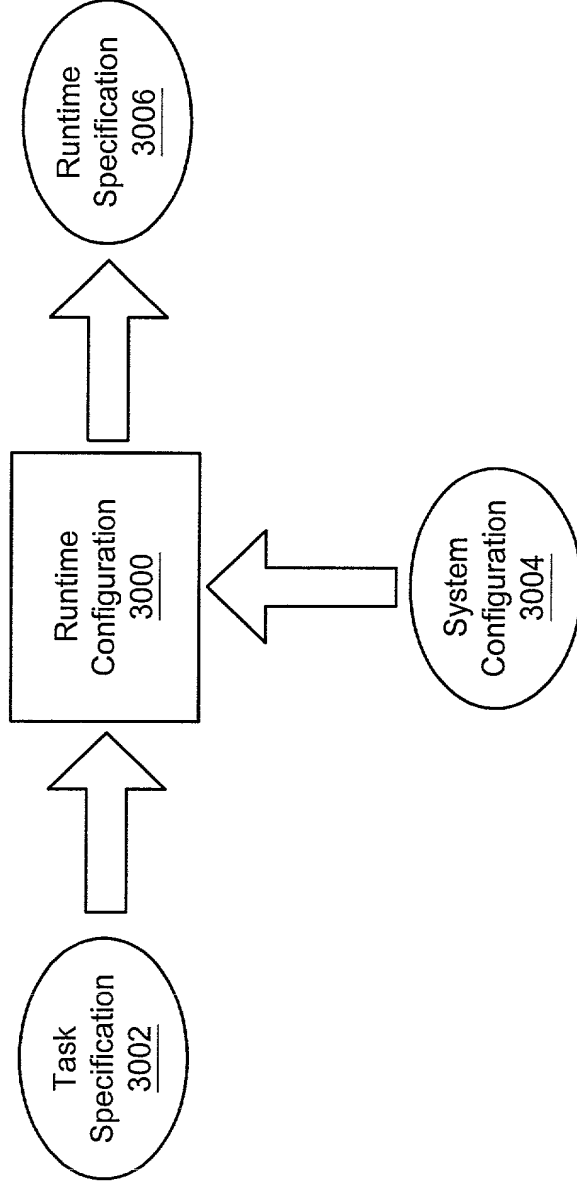 Task
Specification
3002
Runtime
Configuration
3000
Runtime
Specification
3006
System
Configuration
3004